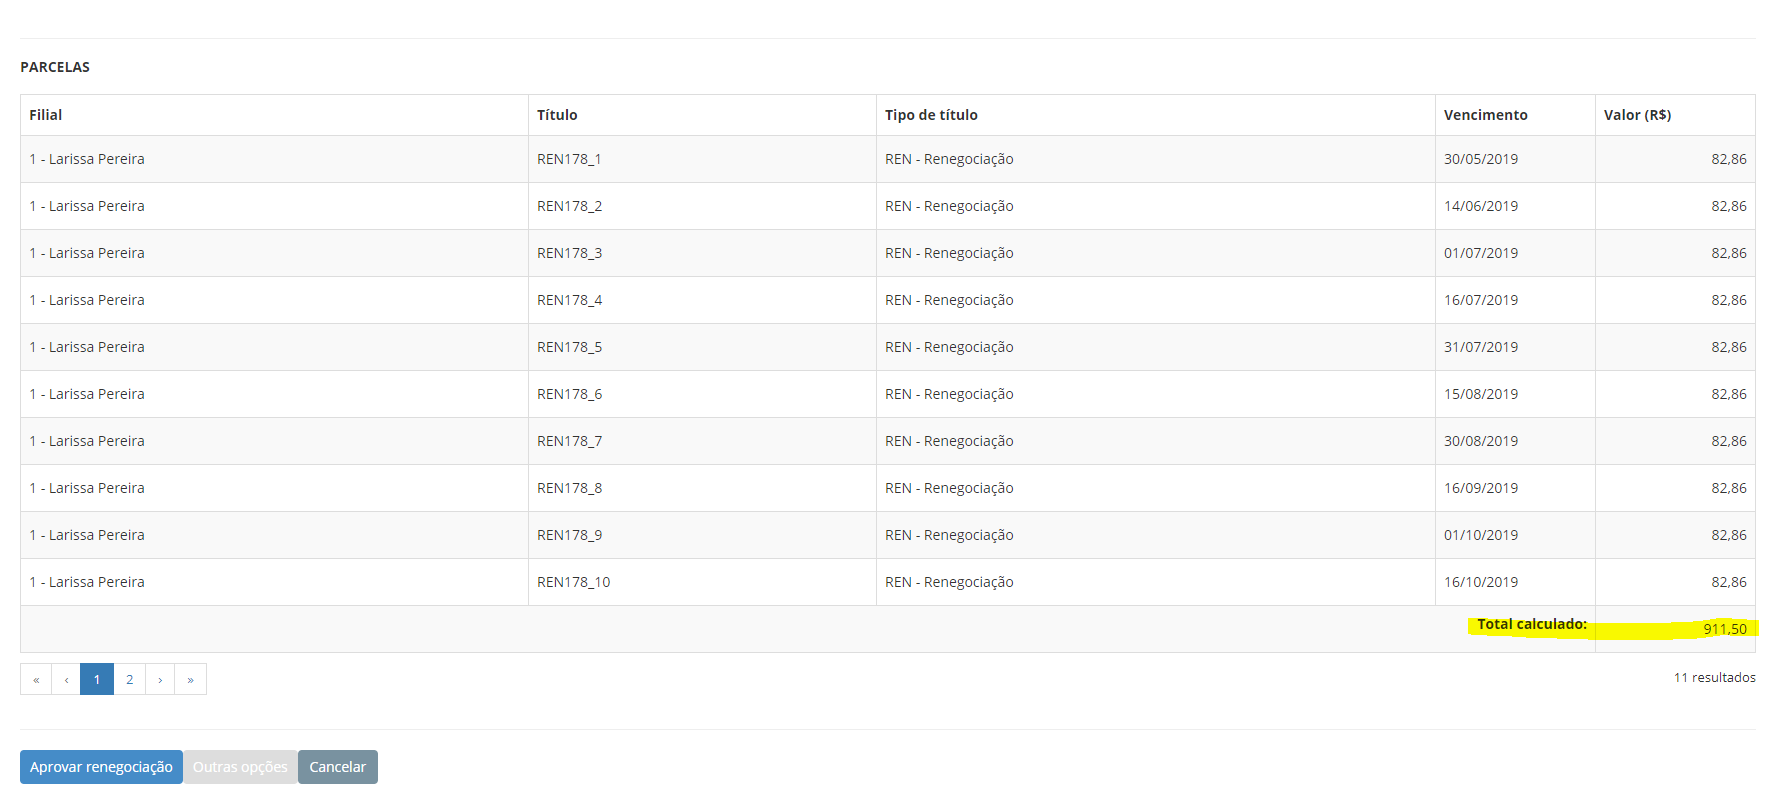 PARCELAS
Filial Título Tipo de título Vencimento Valor (R$)
1 - Larissa Pereira REN178_1 REN - Renegociação 30/05/2019 82,86
1 - Larissa Pereira REN178_2 REN - Renegociação 14/06/2019 82,86
1 - Larissa Pereira REN178_3 REN - Renegociação 01/07/2019 82,86
1 - Larissa Pereira REN178_4 REN - Renegociação 16/07/2019 82,86
1 - Larissa Pereira REN178_5 REN - Renegociação 31/07/2019 82,86
1 - Larissa Pereira REN178_6 REN - Renegociação 15/08/2019 82,86
1 - Larissa Pereira REN178_7 REN - Renegociação 30/08/2019 82,86
1 - Larissa Pereira REN178_8 REN - Renegociação 16/09/2019 82,86
1 - Larissa Pereira REN178_9 REN - Renegociação 01/10/2019 82,86
1 - Larissa Pereira REN178_10 REN - Renegociação 16/10/2019 82,86
Total calculado: 911,50
« ‹ 1 2 › » 11 resultados
Aprovar renegociação Outras opções Cancelar